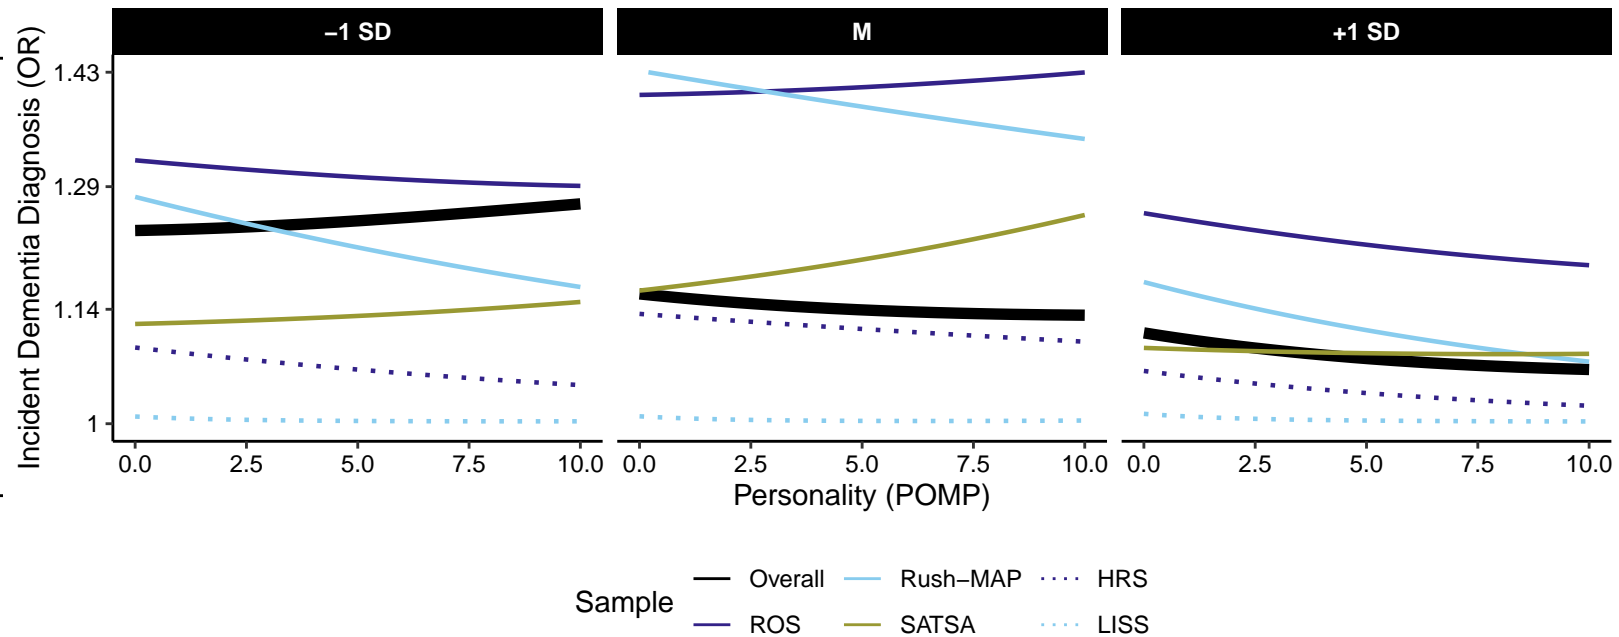 −1 SD
M
+1 SD
Incident Dementia Diagnosis (OR)
1.43
1.29
1.14
1
0.0 2.5 5.0 7.5 10.0
0.0 2.5 5.0 7.5 10.0
0.0 2.5 5.0 7.5 10.0
Personality (POMP)
Sample
Overall Rush−MAP HRS
ROS SATSA LISS